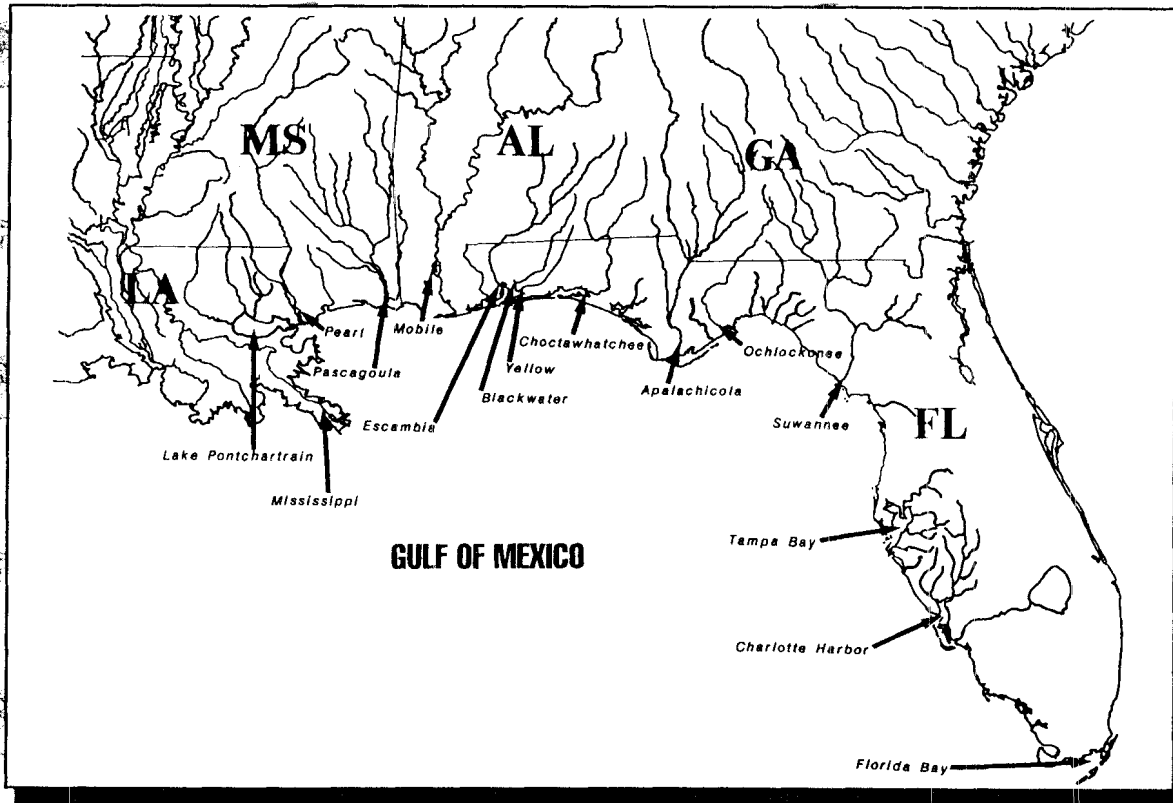 MS
AL
GA
LA
Pearl
Mobile
Pascagoula
Choctawhatchee
Yellow
Blackwater
Escambia
Apalachicola
Ochlockonee
Suwannee
FL
Lake Pontchartrain
Mississippi
Tampa Bay
GULF OF MEXICO
Charlotte Harbor
Florida Bay